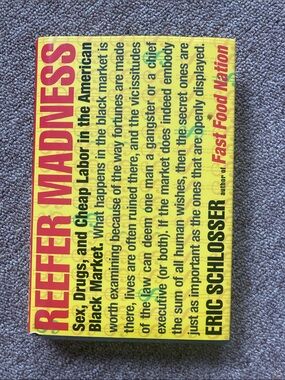 REEFER MADNESS
Sex, Drugs, and Cheap Labor in the American
Black Market. What happens in the black market is
worth examining because of the way fortunes are made
there, lives are often ruined there, and the vicissitudes
of the law can deem one man a gangster or a chief
executive (or both). If the market does indeed embody
the sum of all human wishes, then the secret ones are
just as important as the ones that are openly displayed.
ERIC SCHLOSSER author of Fast Food Nation